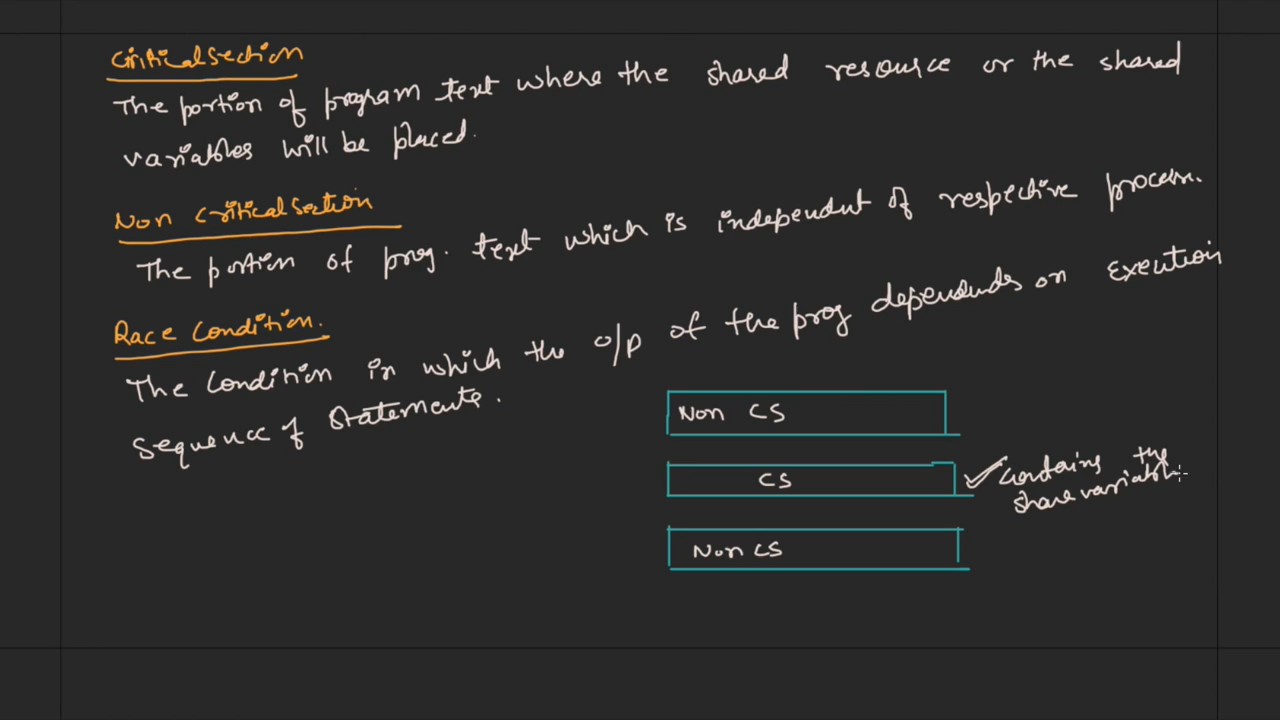 Critical Section
The portion of program text where the shared resource or the shared
variables will be placed.
Non Critical Section
The portion of prog. text which is independent of respective process.
Race Condition.
The Condition in which the o/p of the prog dependends on execution
Sequence of Statements.
Non CS
CS
Contains the
share variable
Non CS